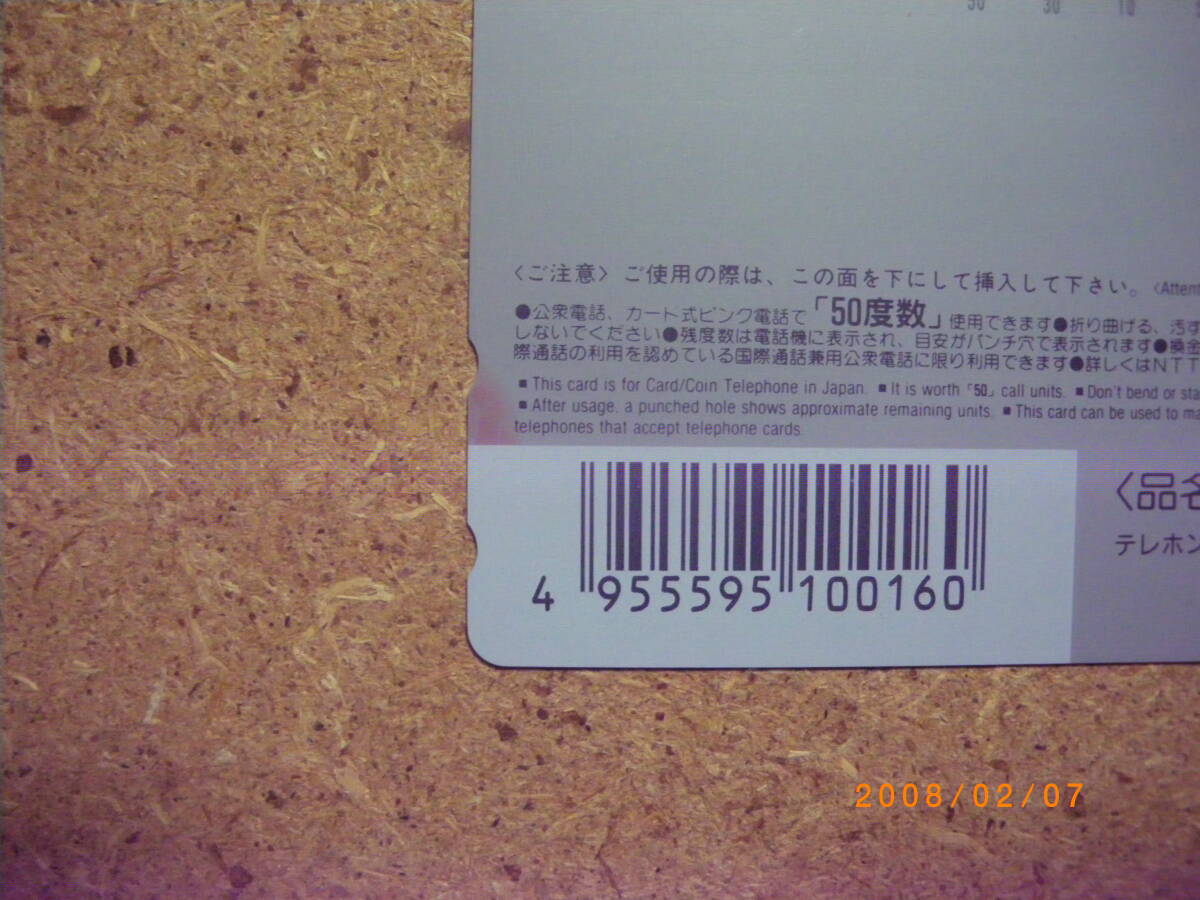 50 30 10
〈ご注意〉ご使用の際は、この面を下にして挿入して下さい。〈Attent
●公衆電話、カード式ピンク電話で「50度数」使用できます●折り曲げる、汚す
しないでください●残度数は電話機に表示され、目安がパンチ穴で表示されます●換金
際通話の利用を認めている国際通話兼用公衆電話に限り利用できます●詳しくはNTT
■ This card is for Card/Coin Telephone in Japan. ■ It is worth「50」call units. ■ Don't bend or sta
■ After usage, a punched hole shows approximate remaining units. ■ This card can be used to ma
telephones that accept telephone cards.
〈品名
テレホン
4 955595 100160
2008/02/07